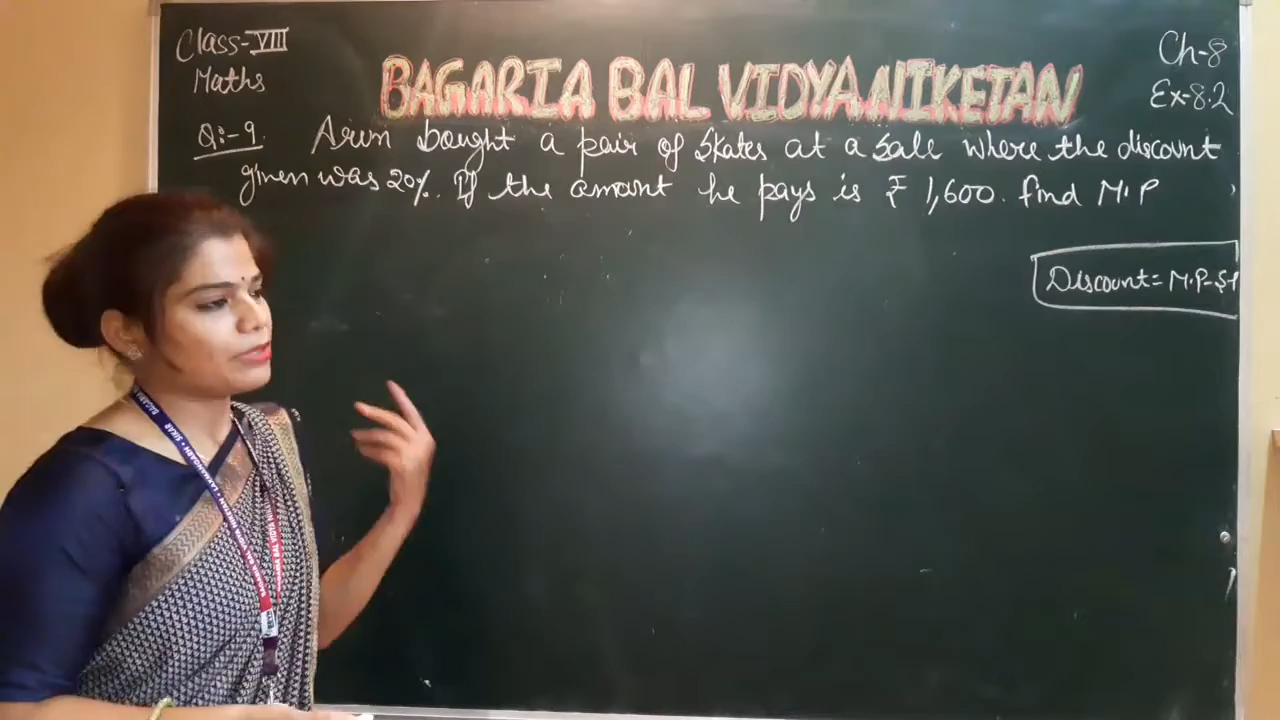 Class-VIII
Maths
BAGARIA BAL VIDYA NIKETAN
Ch-8
Ex-8.2
Q:-9. Arun bought a pair of skates at a sale where the discount
given was 20%. If the amount he pays is ₹ 1,600. find M.P
Discount = M.P-S.P